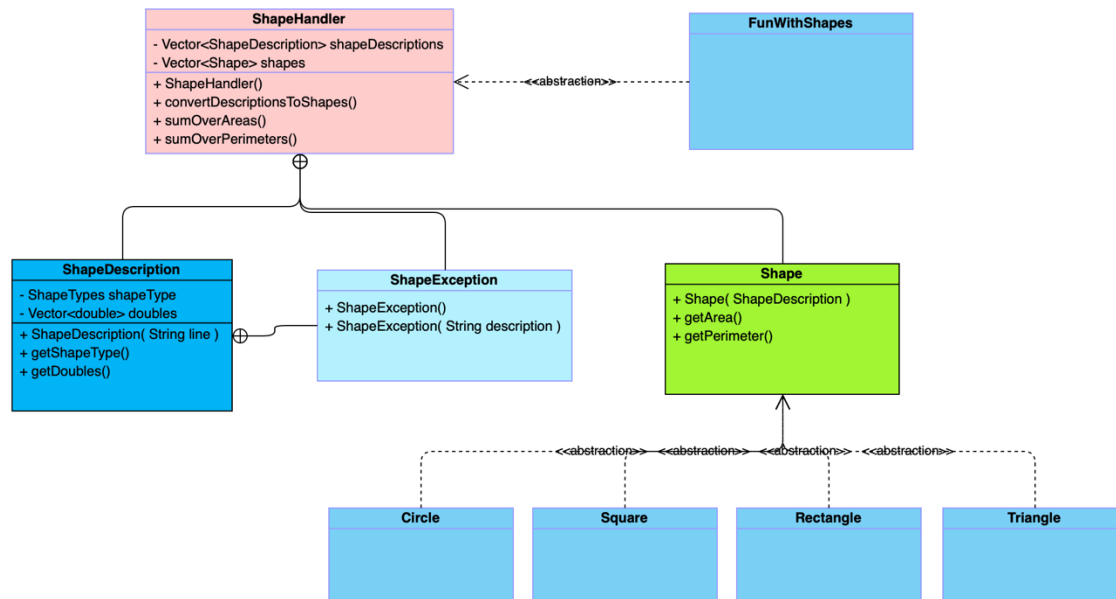 ShapeHandler
- Vector<ShapeDescription> shapeDescriptions
- Vector<Shape> shapes
+ ShapeHandler()
+ convertDescriptionsToShapes()
+ sumOverAreas()
+ sumOverPerimeters()
<<abstraction>>
FunWithShapes
ShapeDescription
- ShapeTypes shapeType
- Vector<double> doubles
+ ShapeDescription( String line )
+ getShapeType()
+ getDoubles()
ShapeException
+ ShapeException()
+ ShapeException( String description )
Shape
+ Shape( ShapeDescription )
+ getArea()
+ getPerimeter()
<<abstraction>> <<abstraction>> <<abstraction>> <<abstraction>>
Circle
Square
Rectangle
Triangle